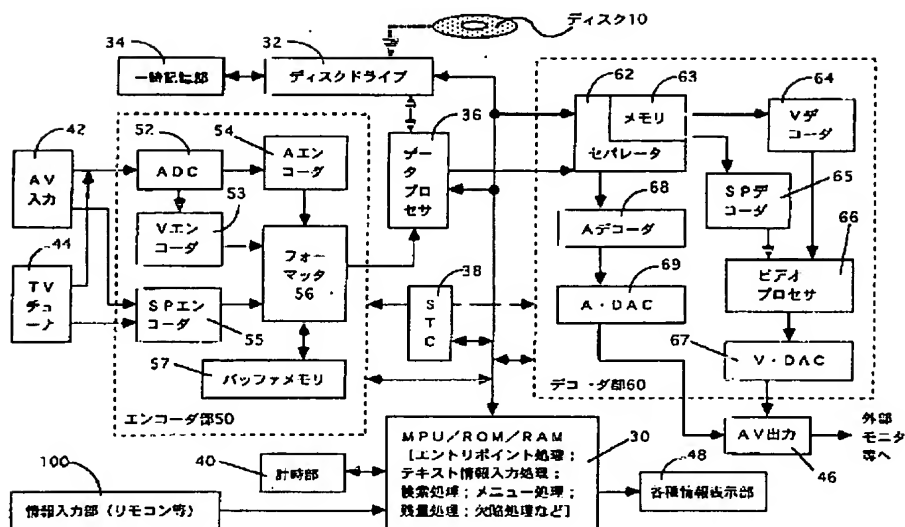 ディスク10
34
32
一時記憶部
ディスクドライブ
62
63
64
メモリ
Vデ
コーダ
セパレータ
36
データ
プロセサ
42
AV
入力
52
ADC
54
Aエン
コーダ
53
Vエン
コーダ
フォー
マッタ
56
44
TV
チュー
ナ
SPエン
コーダ
55
57
バッファメモリ
エンコーダ部50
38
STC
68
Aデコーダ
SPデ
コーダ
65
66
ビデオ
プロセサ
69
A・DAC
67
V・DAC
デコーダ部60
AV出力
46
外部
モニタ
等へ
MPU/ROM/RAM
[エントリポイント処理;
テキスト情報入力処理;
検索処理;メニュー処理;
残量処理;欠陥処理など]
30
40
計時部
48
各種情報表示部
100
情報入力部(リモコン等)